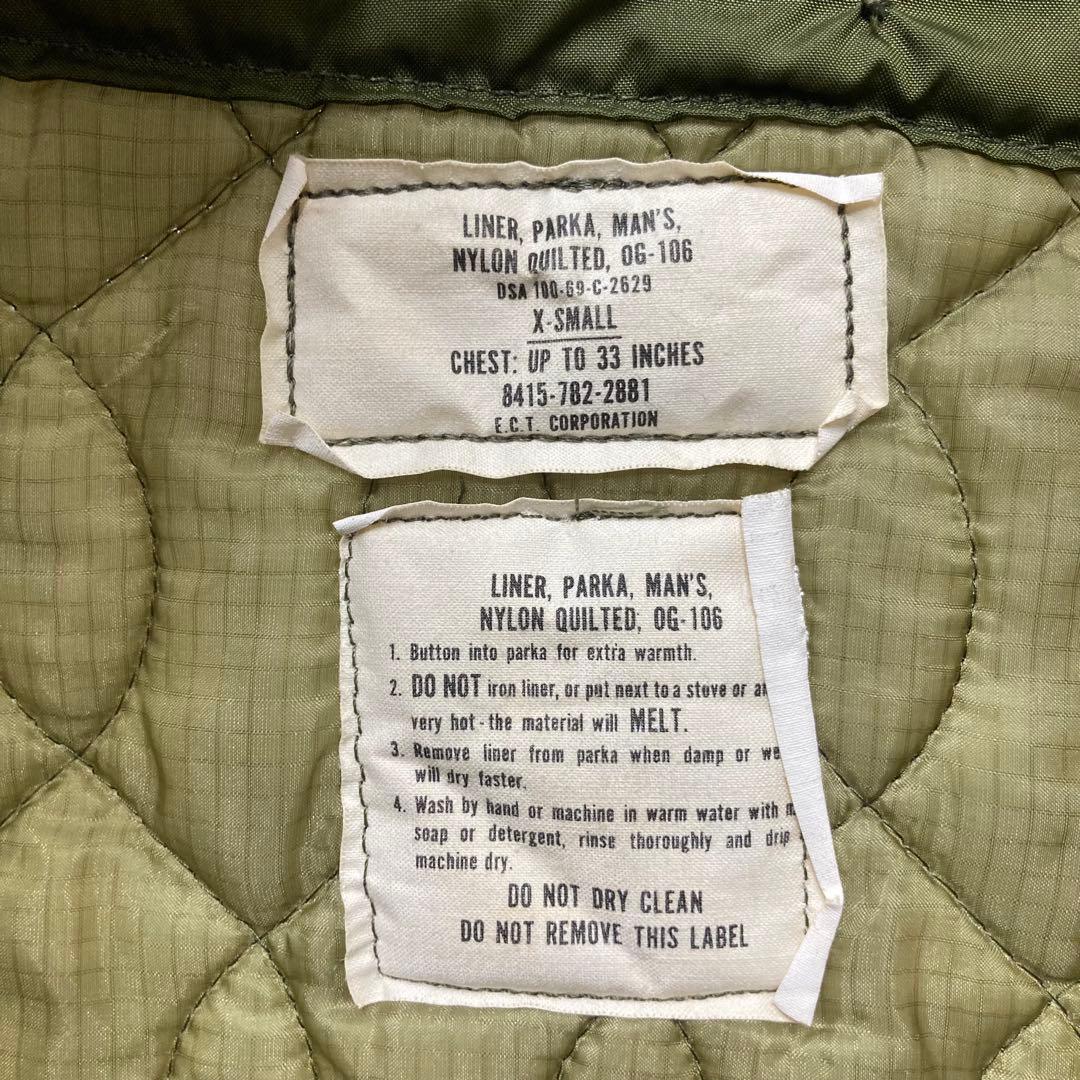 LINER, PARKA, MAN'S,
NYLON QUILTED, OG-106
DSA 100-69-C-2629
X-SMALL
CHEST: UP TO 33 INCHES
8415-782-2881
E.C.T. CORPORATION
LINER, PARKA, MAN'S,
NYLON QUILTED, OG-106
1. Button into parka for extra warmth.
2. DO NOT iron liner, or put next to a stove or
very hot - the material will MELT.
3. Remove liner from parka when damp or
will dry faster.
4. Wash by hand or machine in warm water with
soap or detergent, rinse thoroughly and drip
machine dry.
DO NOT DRY CLEAN
DO NOT REMOVE THIS LABEL